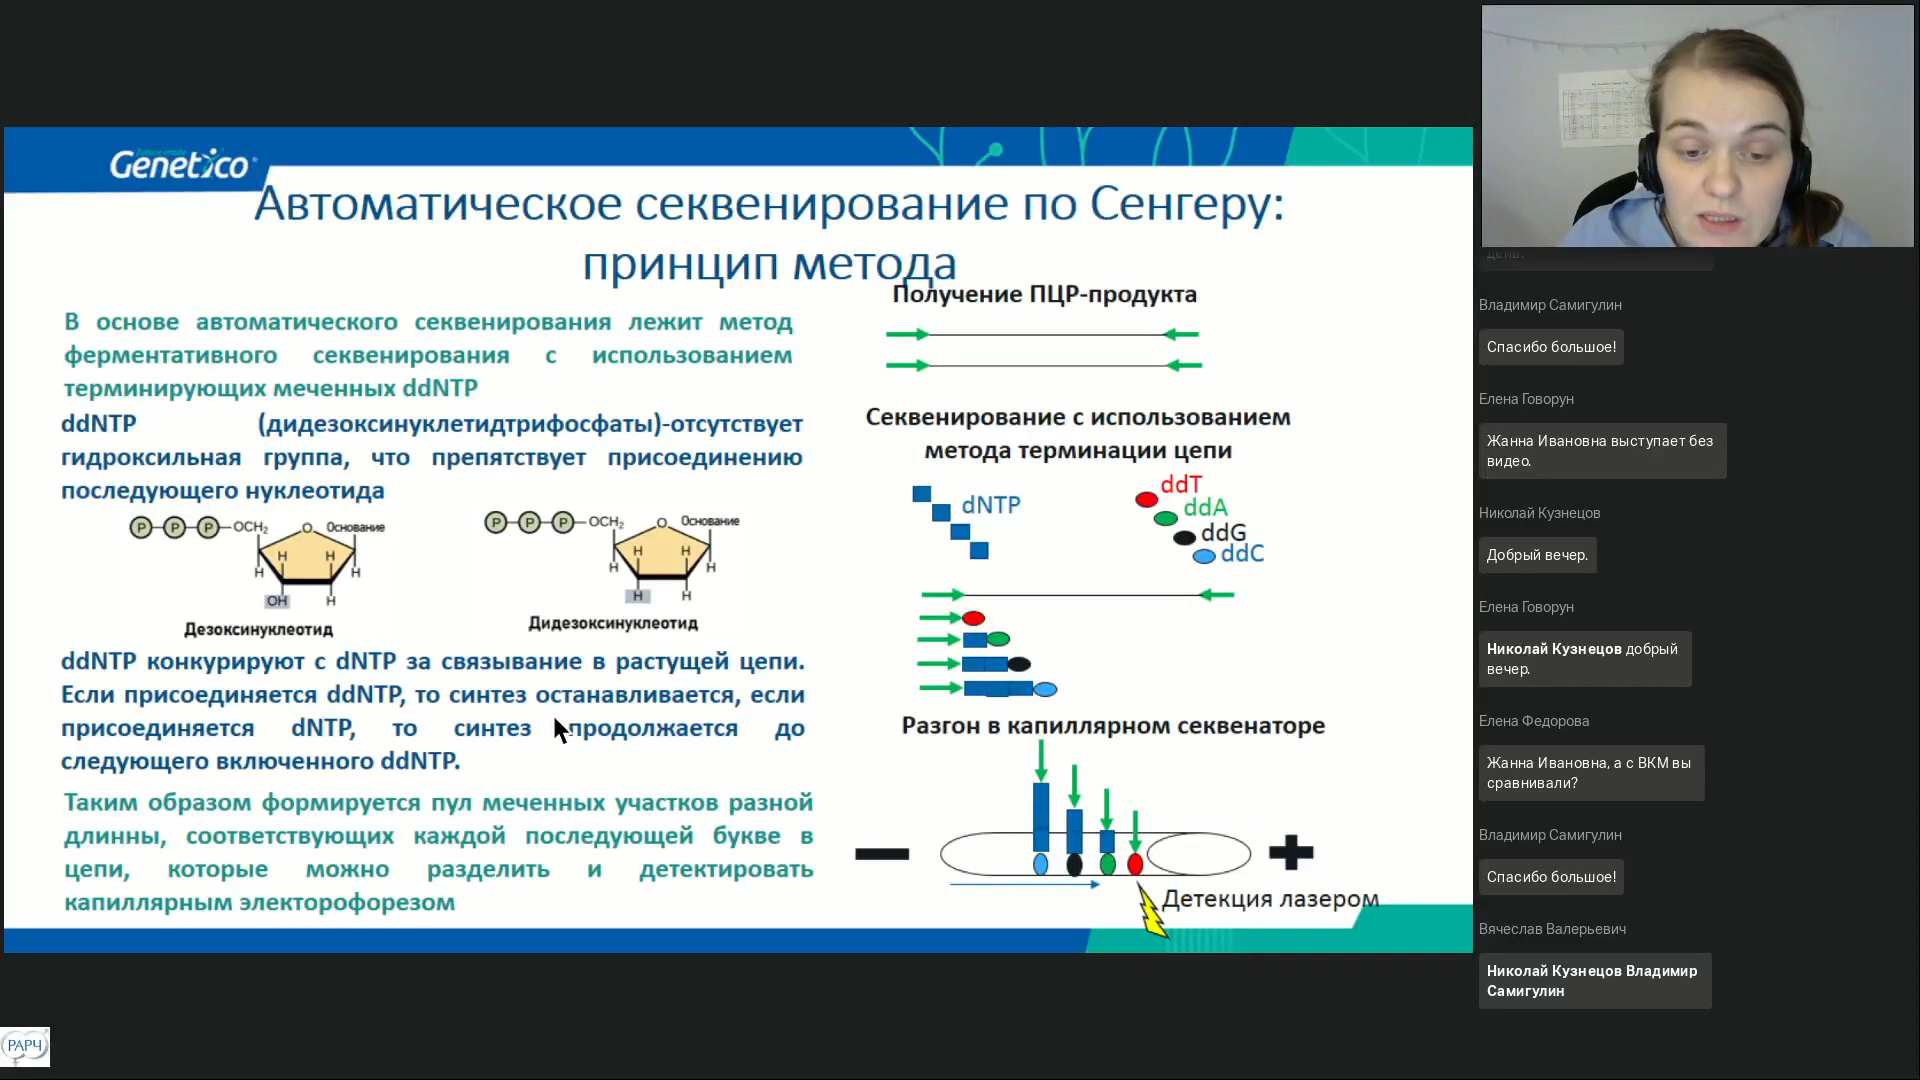 Genetico
Автоматическое секвенирование по Сенгеру:
принцип метода
В основе автоматического секвенирования лежит метод
ферментативного секвенирования с использованием
терминирующих меченных ddNTP
ddNTP (дидезоксинуклетидтрифосфаты)-отсутствует
гидроксильная группа, что препятствует присоединению
последующего нуклеотида
P P P OCH₂ O Основание
H H
H H
OH H
Дезоксинуклеотид
P P P OCH₂ O Основание
H H
H H
H H
Дидезоксинуклеотид
ddNTP конкурируют с dNTP за связывание в растущей цепи.
Если присоединяется ddNTP, то синтез останавливается, если
присоединяется dNTP, то синтез продолжается до
следующего включенного ddNTP.
Таким образом формируется пул меченных участков разной
длинны, соответствующих каждой последующей букве в
цепи, которые можно разделить и детектировать
капиллярным электорофорезом
Получение ПЦР-продукта
Секвенирование с использованием
метода терминации цепи
dNTP
ddT
ddA
ddG
ddC
Разгон в капиллярном секвенаторе
Детекция лазером
день.
Владимир Самигулин
Спасибо большое!
Елена Говорун
Жанна Ивановна выступает без
видео.
Николай Кузнецов
Добрый вечер.
Елена Говорун
Николай Кузнецов добрый
вечер.
Елена Федорова
Жанна Ивановна, а с ВКМ вы
сравнивали?
Владимир Самигулин
Спасибо большое!
Вячеслав Валерьевич
Николай Кузнецов Владимир
Самигулин
РАРЧ